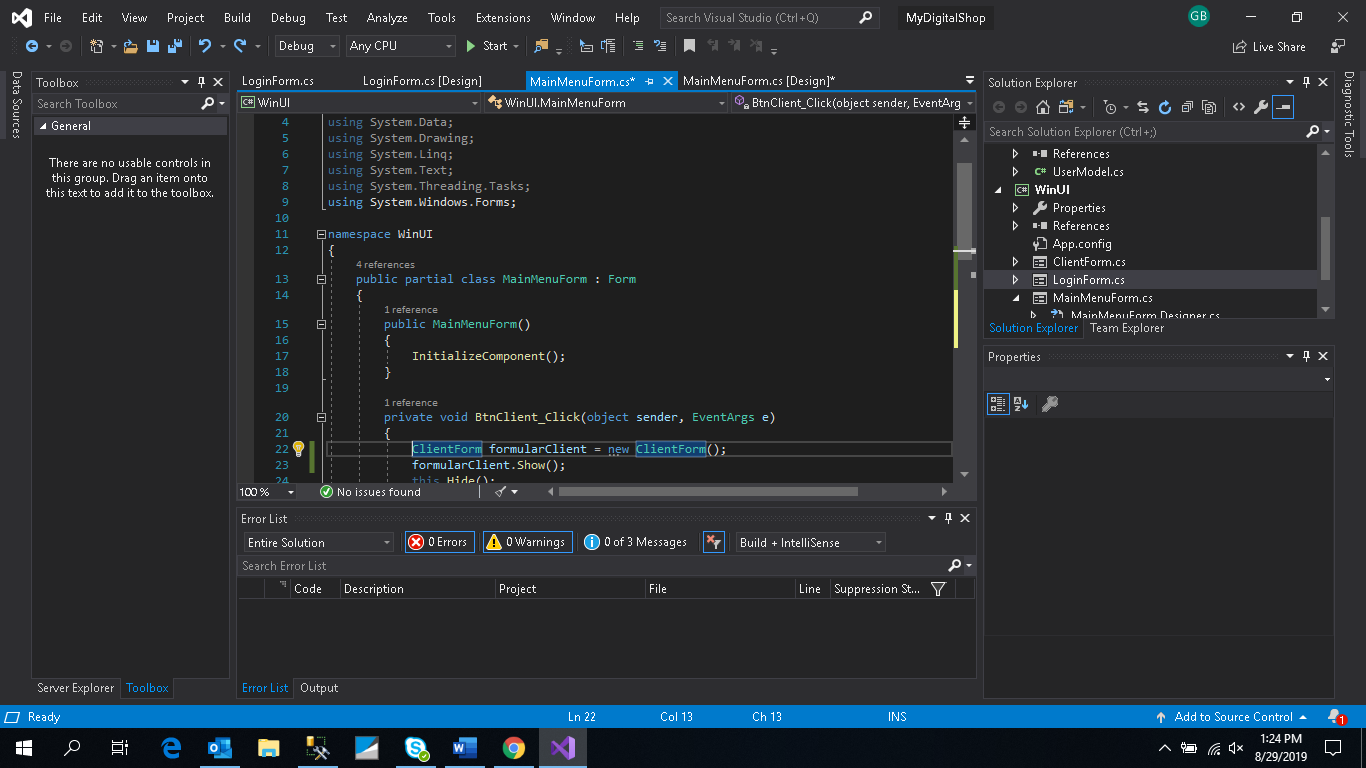 File Edit View Project Build Debug Test Analyze Tools Extensions Window Help Search Visual Studio (Ctrl+Q) MyDigitalShop GB
Debug Any CPU Start Live Share
Data Sources
Toolbox
Search Toolbox
General
There are no usable controls in
this group. Drag an item onto
this text to add it to the toolbox.
Server Explorer Toolbox
LoginForm.cs LoginForm.cs [Design] MainMenuForm.cs* MainMenuForm.cs [Design]*
C# WinUI WinUI.MainMenuForm BtnClient_Click(object sender, EventArg
4 using System.Data;
5 using System.Drawing;
6 using System.Linq;
7 using System.Text;
8 using System.Threading.Tasks;
9 using System.Windows.Forms;
10
11 namespace WinUI
12 {
4 references
13 public partial class MainMenuForm : Form
14 {
1 reference
15 public MainMenuForm()
16 {
17 InitializeComponent();
18 }
19
1 reference
20 private void BtnClient_Click(object sender, EventArgs e)
21 {
22 ClientForm formularClient = new ClientForm();
23 formularClient.Show();
24 this.Hide();
100 % No issues found
Error List
Entire Solution 0 Errors 0 Warnings 0 of 3 Messages Build + IntelliSense
Search Error List
Code Description Project File Line Suppression St...
Error List Output
Solution Explorer
Search Solution Explorer (Ctrl+;)
References
C# UserModel.cs
C# WinUI
Properties
References
App.config
ClientForm.cs
LoginForm.cs
MainMenuForm.cs
MainMenuForm.Designer.cs
Solution Explorer Team Explorer
Properties
Diagnostic Tools
Ready Ln 22 Col 13 Ch 13 INS Add to Source Control 1
1:24 PM
8/29/2019